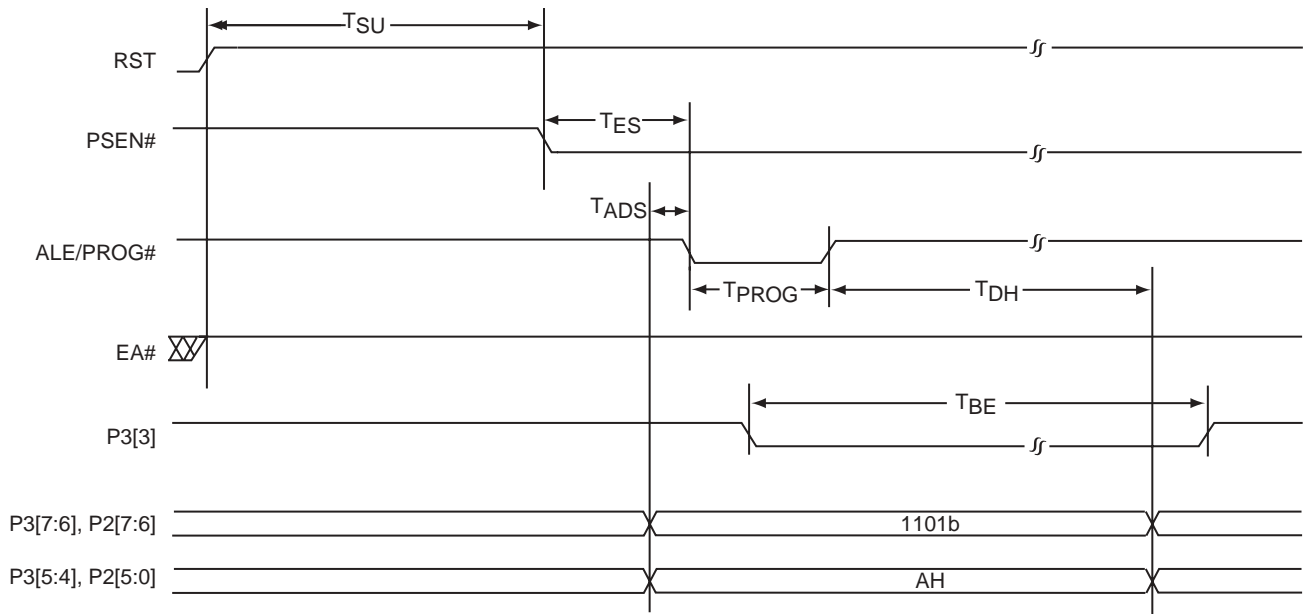 TSU
RST
TES
PSEN#
TADS
ALE/PROG#
TPROG
TDH
EA#
TBE
P3[3]
P3[7:6], P2[7:6]
1101b
P3[5:4], P2[5:0]
AH